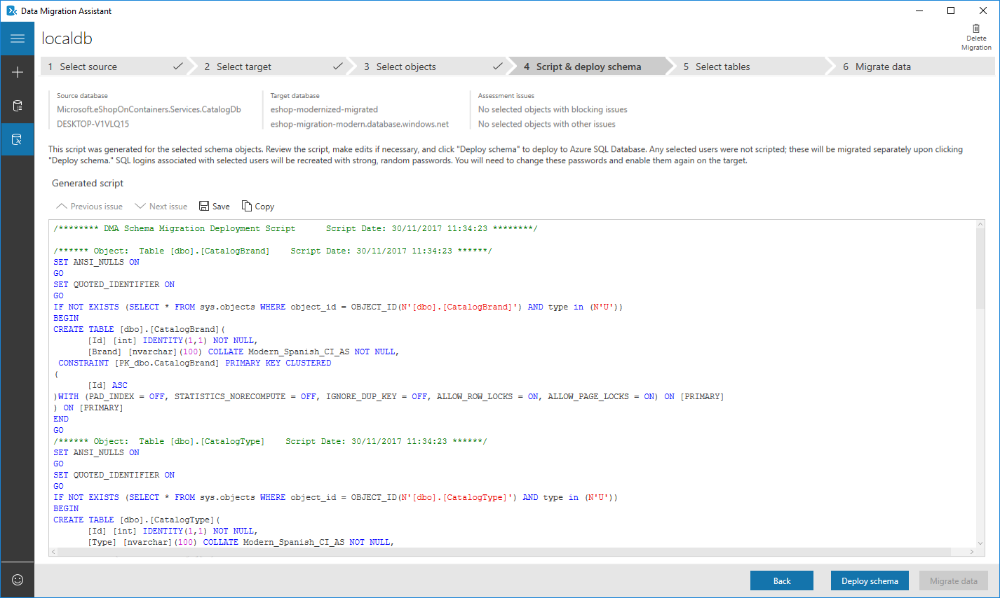 Data Migration Assistant
localdb
Delete
Migration
1 Select source
2 Select target
3 Select objects
4 Script & deploy schema
5 Select tables
6 Migrate data
Source database
Microsoft.eShopOnContainers.Services.CatalogDb
DESKTOP-V1VLQ15
Target database
eshop-modernized-migrated
eshop-migration-modern.database.windows.net
Assessment issues
No selected objects with blocking issues
No selected objects with other issues
This script was generated for the selected schema objects. Review the script, make edits if necessary, and click "Deploy schema" to deploy to Azure SQL Database. Any selected users were not scripted; these will be migrated separately upon clicking
"Deploy schema." SQL logins associated with selected users will be recreated with strong, random passwords. You will need to change these passwords and enable them again on the target.
Generated script
Previous issue Next issue Save Copy
/******** DMA Schema Migration Deployment Script      Script Date: 30/11/2017 11:34:23 ********/
/****** Object:  Table [dbo].[CatalogBrand]    Script Date: 30/11/2017 11:34:23 ******/
SET ANSI_NULLS ON
GO
SET QUOTED_IDENTIFIER ON
GO
IF NOT EXISTS (SELECT * FROM sys.objects WHERE object_id = OBJECT_ID(N'[dbo].[CatalogBrand]') AND type in (N'U'))
BEGIN
CREATE TABLE [dbo].[CatalogBrand](
[Id] [int] IDENTITY(1,1) NOT NULL,
[Brand] [nvarchar](100) COLLATE Modern_Spanish_CI_AS NOT NULL,
CONSTRAINT [PK_dbo.CatalogBrand] PRIMARY KEY CLUSTERED
(
[Id] ASC
)WITH (PAD_INDEX = OFF, STATISTICS_NORECOMPUTE = OFF, IGNORE_DUP_KEY = OFF, ALLOW_ROW_LOCKS = ON, ALLOW_PAGE_LOCKS = ON) ON [PRIMARY]
) ON [PRIMARY]
END
GO
/****** Object:  Table [dbo].[CatalogType]    Script Date: 30/11/2017 11:34:23 ******/
SET ANSI_NULLS ON
GO
SET QUOTED_IDENTIFIER ON
GO
IF NOT EXISTS (SELECT * FROM sys.objects WHERE object_id = OBJECT_ID(N'[dbo].[CatalogType]') AND type in (N'U'))
BEGIN
CREATE TABLE [dbo].[CatalogType](
[Id] [int] IDENTITY(1,1) NOT NULL,
[Type] [nvarchar](100) COLLATE Modern_Spanish_CI_AS NOT NULL,
Back
Deploy schema
Migrate data